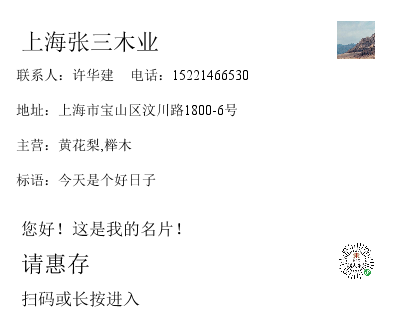 上海张三木业
联系人：许华建 电话：15221466530
地址：上海市宝山区汶川路1800-6号
主营：黄花梨,榉木
标语：今天是个好日子
您好！这是我的名片！
请惠存
扫码或长按进入